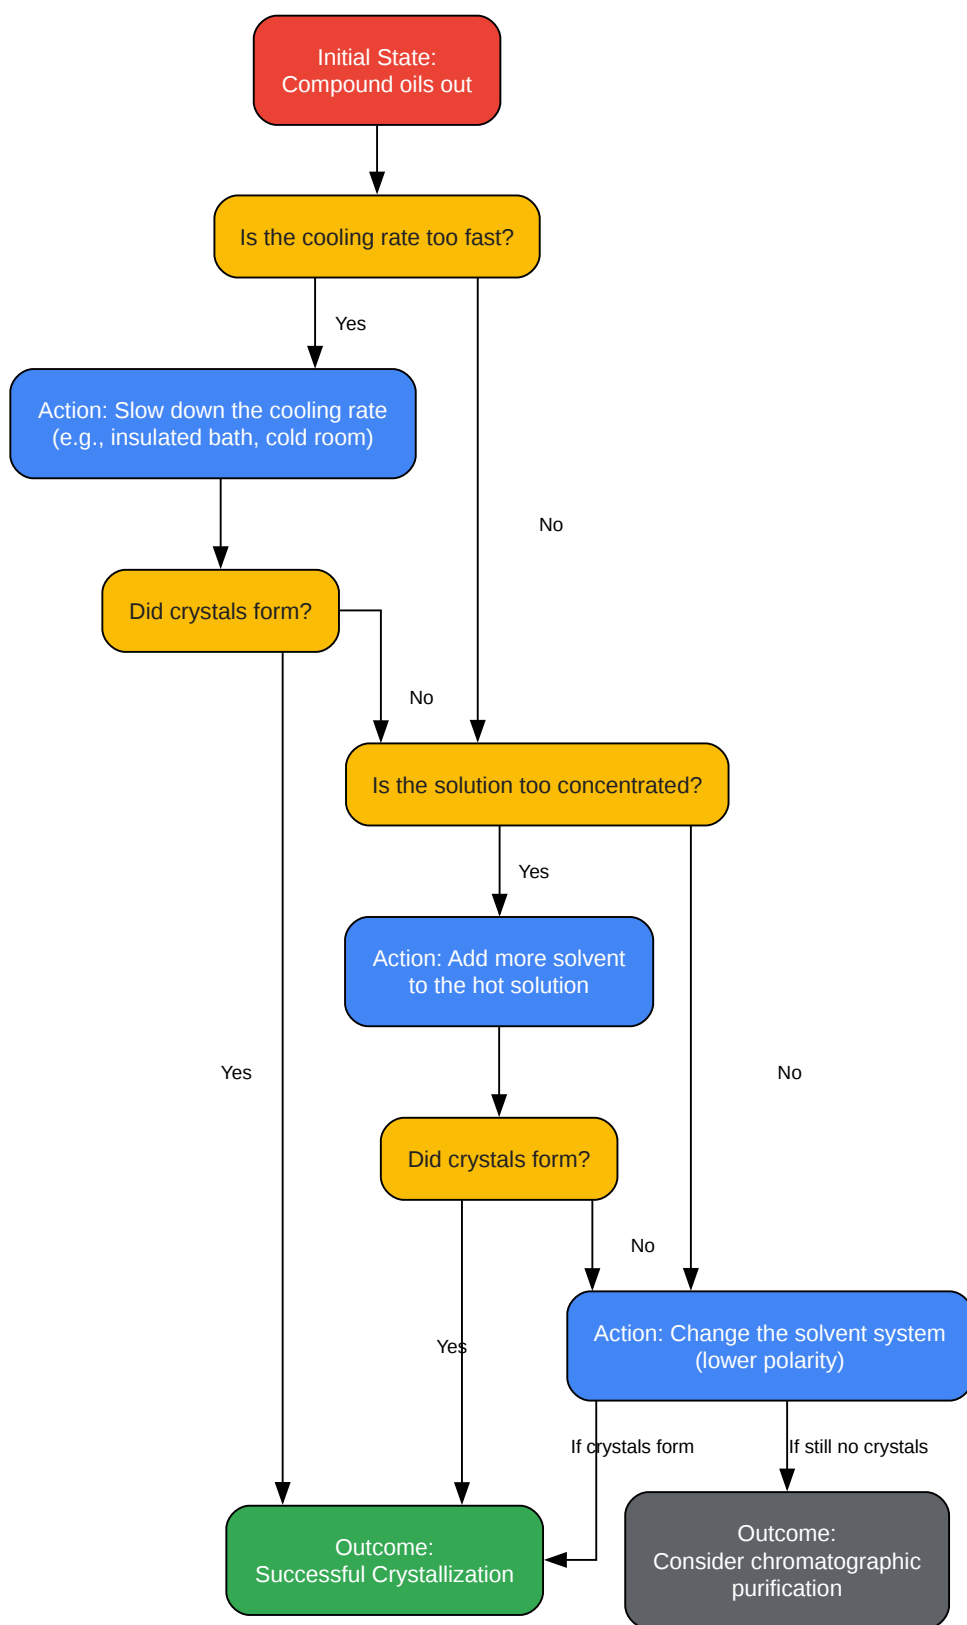 Initial State:
Compound oils out
Is the cooling rate too fast?
Yes
Action: Slow down the cooling rate
(e.g., insulated bath, cold room)
No
Did crystals form?
No
Is the solution too concentrated?
Yes
Action: Add more solvent
to the hot solution
Yes
No
Did crystals form?
No
Action: Change the solvent system
(lower polarity)
Yes
If crystals form
If still no crystals
Outcome:
Successful Crystallization
Outcome:
Consider chromatographic
purification